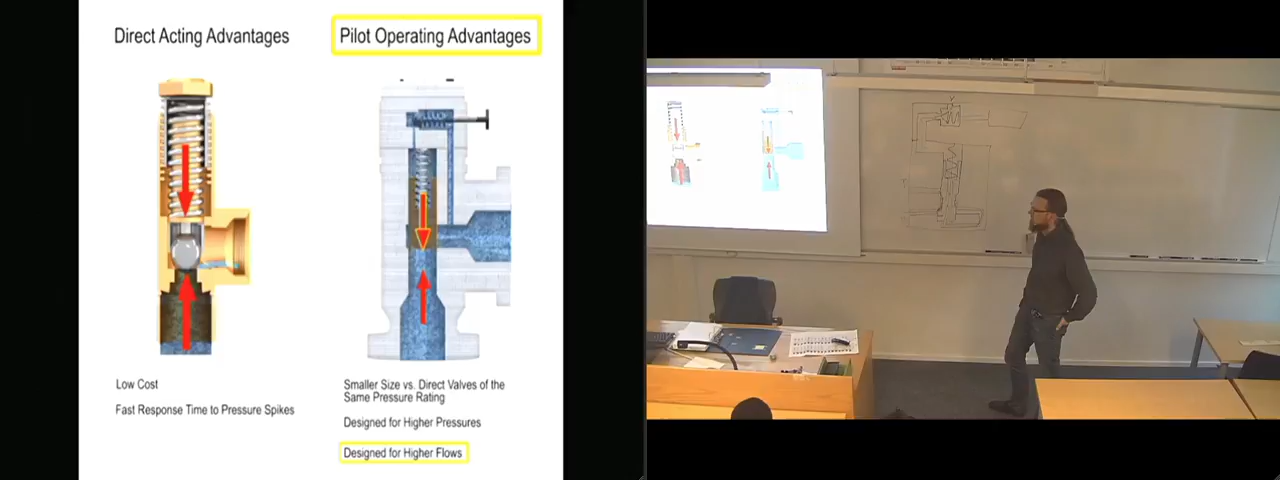 Direct Acting Advantages
Pilot Operating Advantages
Low Cost
Fast Response Time to Pressure Spikes
Smaller Size vs. Direct Valves of the
Same Pressure Rating
Designed for Higher Pressures
Designed for Higher Flows